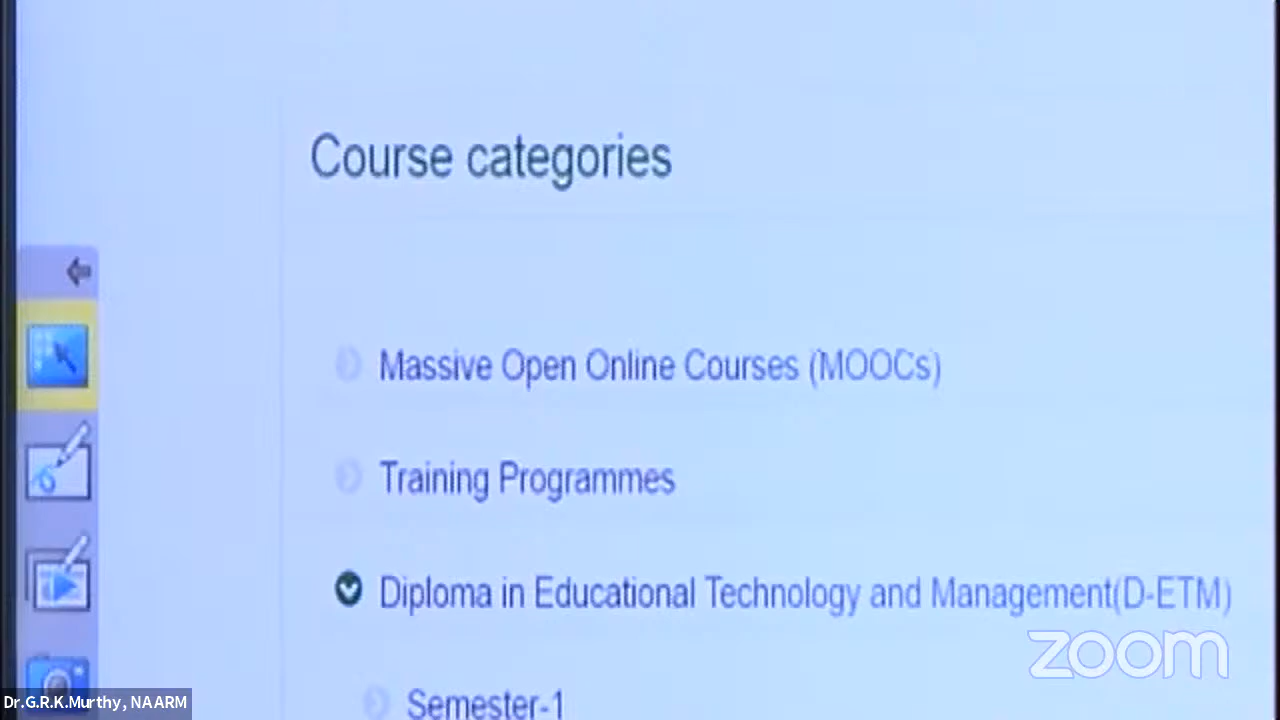 Course categories
Massive Open Online Courses (MOOCs)
Training Programmes
Diploma in Educational Technology and Management(D-ETM)
zoom
Semester-1
Dr.G.R.K.Murthy, NAARM